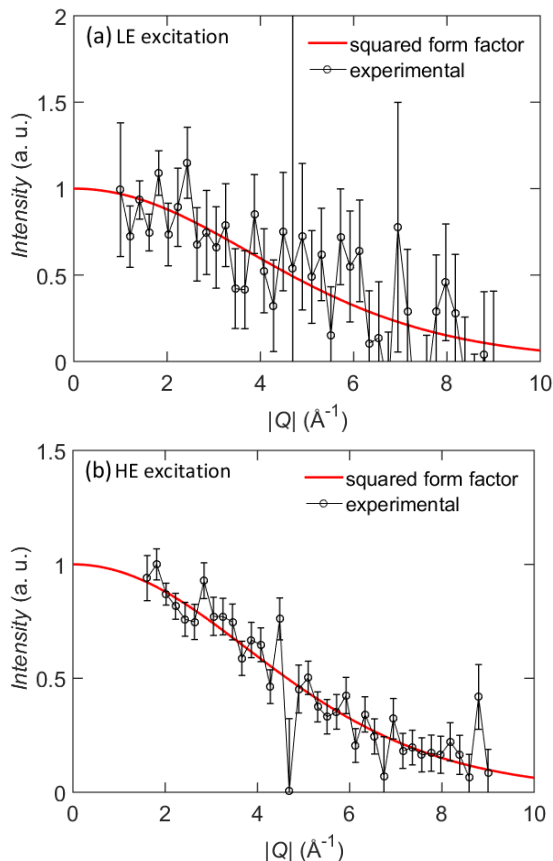 (a) LE excitation
squared form factor
experimental
Intensity (a. u.)
2
1.5
1
0.5
0
0 2 4 6 8 10
|Q| (Å⁻¹)
(b) HE excitation
squared form factor
experimental
Intensity (a. u.)
1.5
1
0.5
0
0 2 4 6 8 10
|Q| (Å⁻¹)